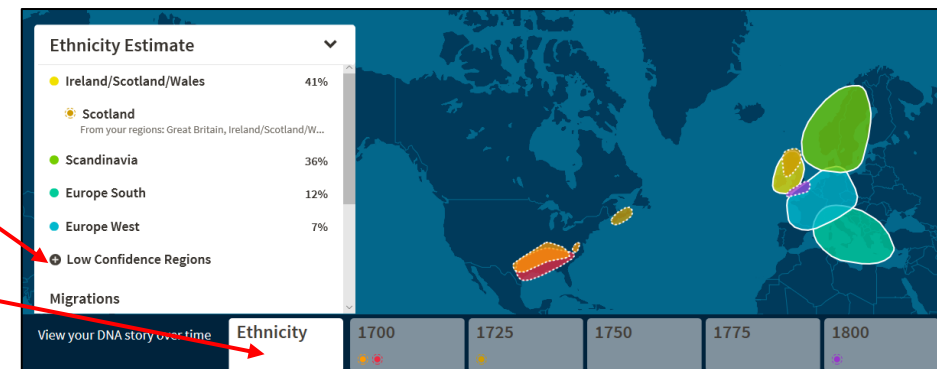 Ethnicity Estimate
Ireland/Scotland/Wales 41%
Scotland
From your regions: Great Britain, Ireland/Scotland/W...
Scandinavia 36%
Europe South 12%
Europe West 7%
Low Confidence Regions
Migrations
View your DNA story over time
Ethnicity
1700
1725
1750
1775
1800